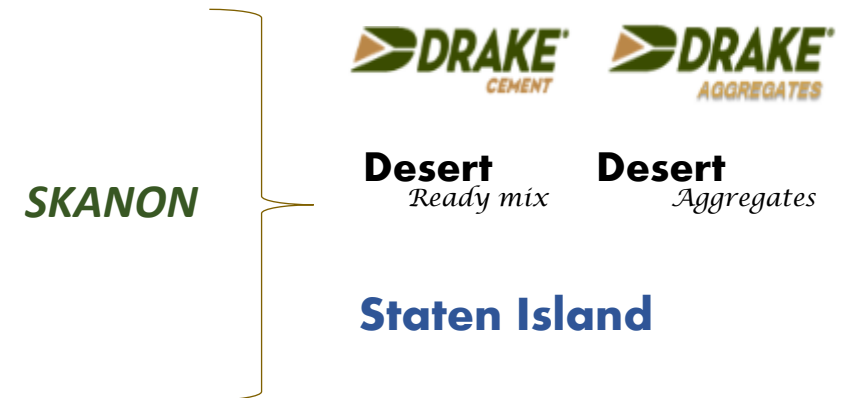 SKANON
DRAKE®
CEMENT
DRAKE®
AGGREGATES
Desert
Ready mix
Desert
Aggregates
Staten Island